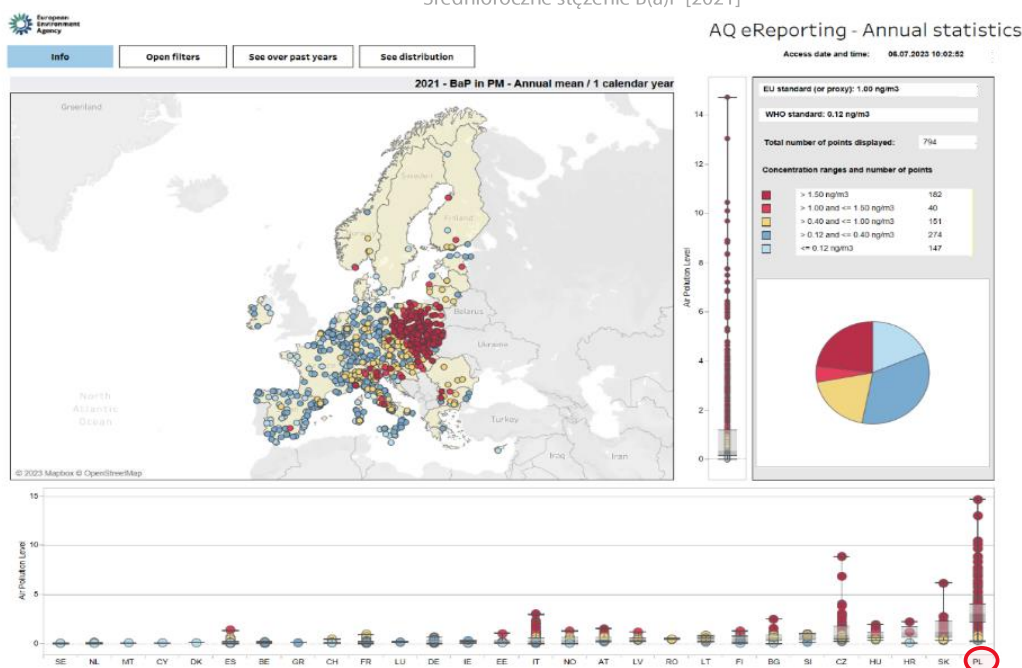 Średnioroczne stężenie B(a)P [2021]
European
Environment
Agency
AQ eReporting - Annual statistics
Access date and time: 06.07.2023 10:02:52
Info
Open filters
See over past years
See distribution
2021 - BaP in PM - Annual mean / 1 calendar year
EU standard (or proxy): 1.00 ng/m3
WHO standard: 0.12 ng/m3
Total number of points displayed: 794
Concentration ranges and number of points
> 1.50 ng/m3 182
> 1.00 and <= 1.50 ng/m3 40
> 0.40 and <= 1.00 ng/m3 151
> 0.12 and <= 0.40 ng/m3 274
<= 0.12 ng/m3 147
Greenland
Sweden
Finland
Norway
Belarus
Ukraine
North
Atlantic
Ocean
Turkey
Iraq
Iran
© 2023 Mapbox © OpenStreetMap
Air Pollution Level
14
12
10
8
6
4
2
0
Air Pollution Level
15
10
5
0
SE NL MT CY DK ES BE GR CH FR LU DE IE EE IT NO AT LV RO LT FI BG SI CZ HU HR SK PL